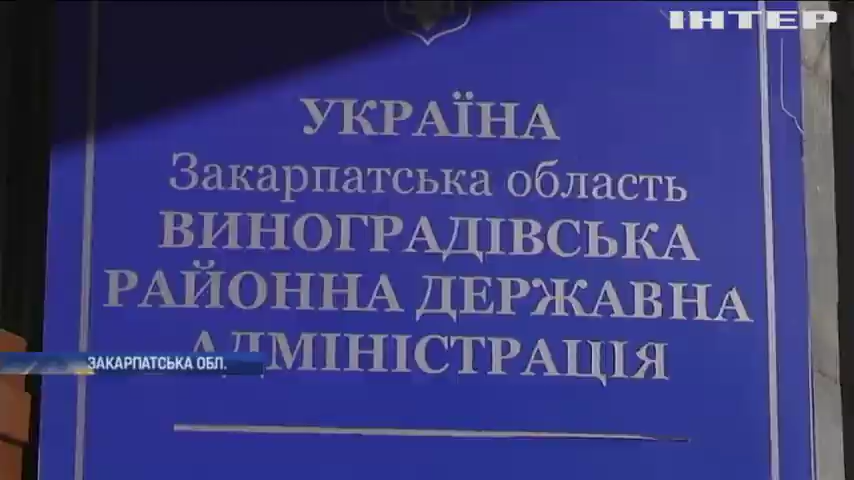 ІНТЕР
УКРАЇНА
Закарпатська область
ВИНОГРАДІВСЬКА
РАЙОННА ДЕРЖАВНА
АДМІНІСТРАЦІЯ
ЗАКАРПАТСЬКА ОБЛ.